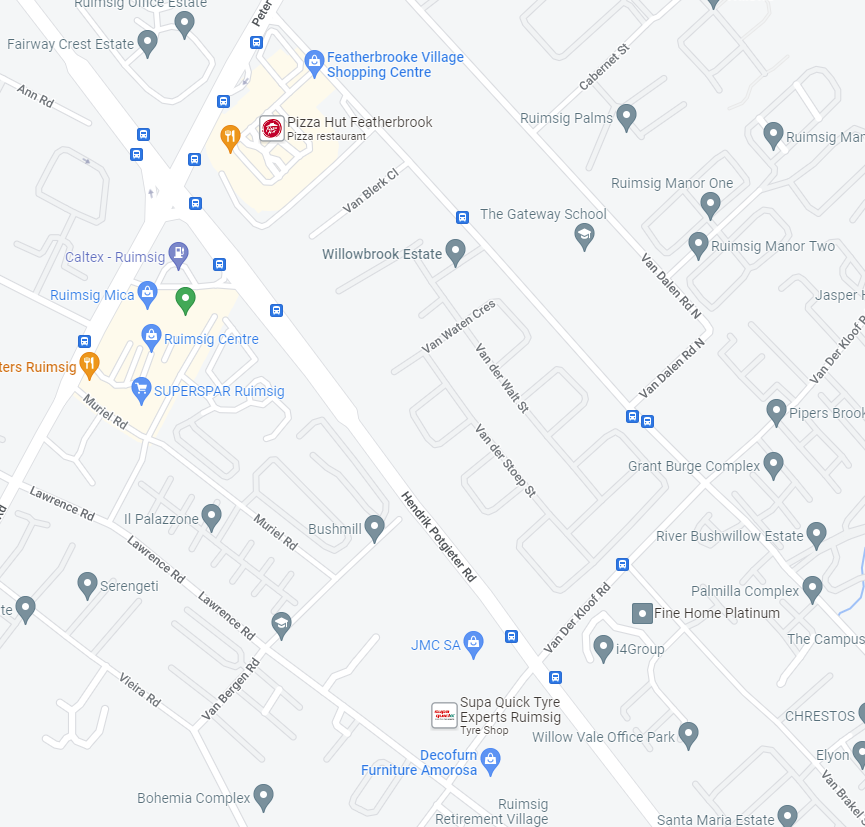 Ruimsig Office Estate
Peter
Fairway Crest Estate
Featherbrooke Village
Shopping Centre
Cabernet St
Ann Rd
Pizza Hut Featherbrook
Pizza restaurant
Ruimsig Palms
Ruimsig Man
Van Blerk Cl
Ruimsig Manor One
The Gateway School
Willowbrook Estate
Ruimsig Manor Two
Caltex - Ruimsig
Van Dalen Rd N
Ruimsig Mica
Jasper H
Van Waten Cres
Ruimsig Centre
Van Der Kloof R
ters Ruimsig
Van der Walt St
Van Dalen Rd N
SUPERSPAR Ruimsig
Muriel Rd
Pipers Brook
Van der Stoep St
Grant Burge Complex
Lawrence Rd
Rd
Il Palazzone
Muriel Rd
Bushmill
Hendrik Potgieter Rd
River Bushwillow Estate
Lawrence Rd
Serengeti
Palmilla Complex
te
Lawrence Rd
Van Der Kloof Rd
Fine Home Platinum
The Campus
JMC SA
i4Group
Vieira Rd
Van Bergen Rd
Supa Quick Tyre
Experts Ruimsig
Tyre Shop
supa
quick
CHRESTOS
Willow Vale Office Park
Decofurn
Furniture Amorosa
Elyon
Van Brakel S
Bohemia Complex
Ruimsig
Retirement Village
Santa Maria Estate